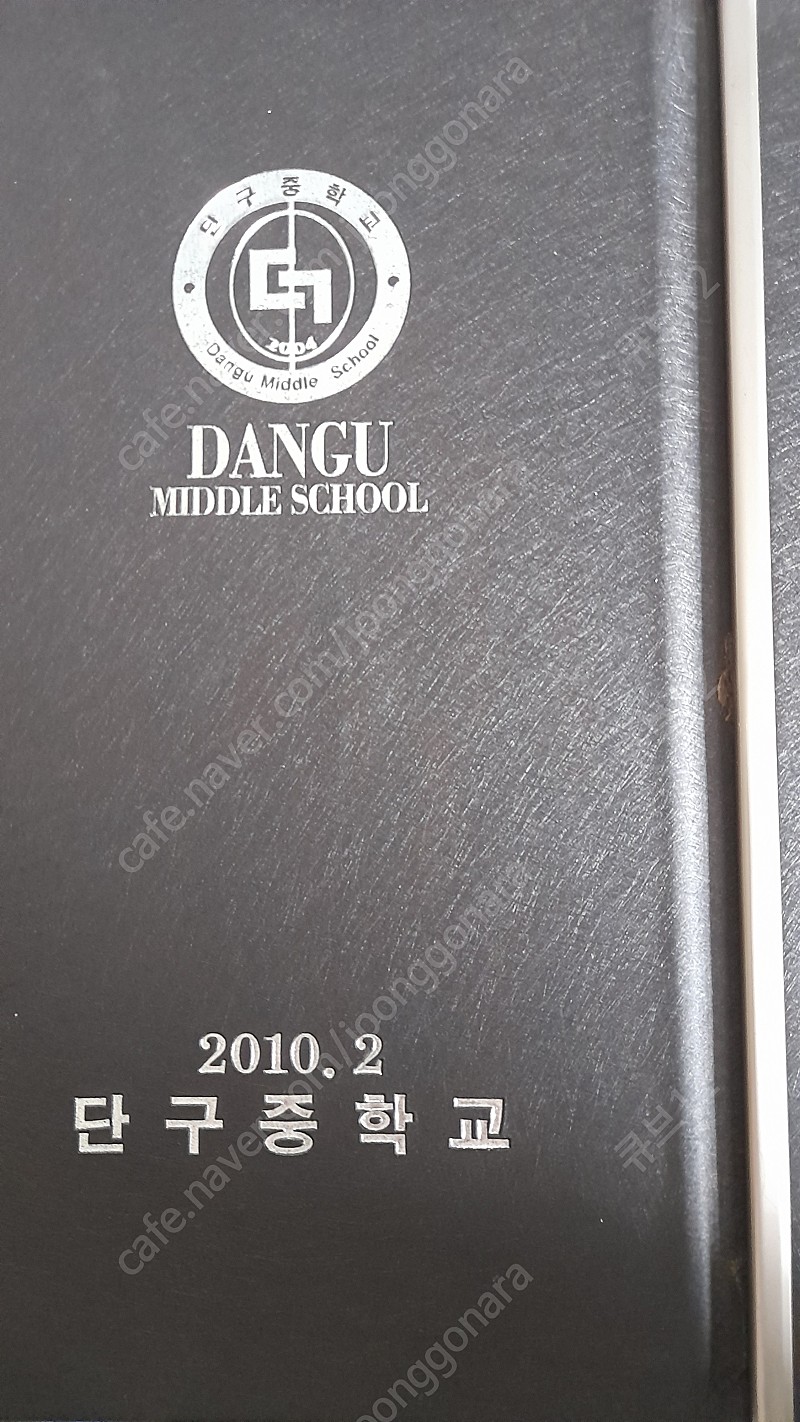 단구중학교
2004
Dangu Middle School
DANGU
MIDDLE SCHOOL
2010. 2
단구중학교
cafe.naver.com/joonggonara
cafe.naver.com/joonggonara
cafe.naver.com/joonggonara